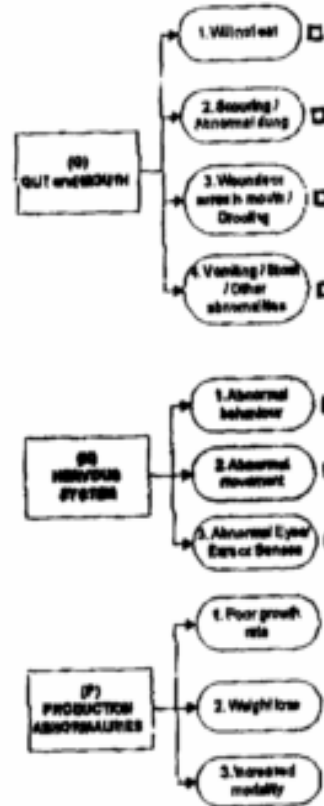 1. Will not eat
2. Scouring /
Abnormal dung
(G)
GUT and MOUTH
3. Wounds or
sores in mouth /
Drooling
4. Vomiting / Bloat
/ Other
abnormalities
1. Abnormal
behaviour
(N)
NERVOUS
SYSTEM
2. Abnormal
movement
3. Abnormal Eyes/
Ears or Senses
1. Poor growth
rate
(P)
PRODUCTION
ABNORMALITIES
2. Weight loss
3. Increased
mortality